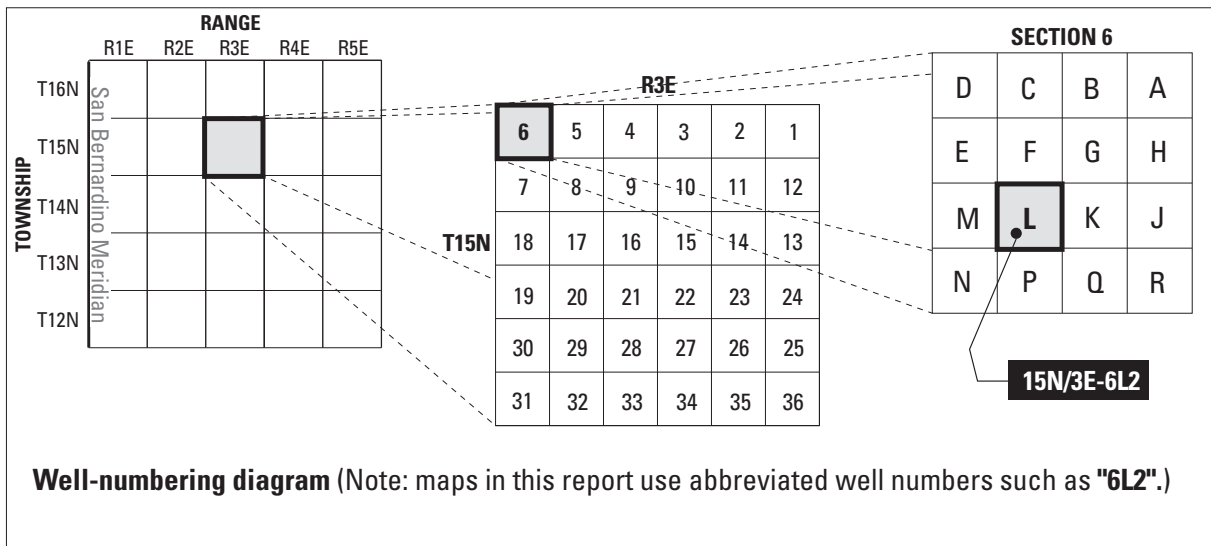 RANGE
R1E R2E R3E R4E R5E
TOWNSHIP
T16N
T15N
T14N
T13N
T12N
San Bernardino Meridian
R3E
T15N
6 5 4 3 2 1
7 8 9 10 11 12
18 17 16 15 14 13
19 20 21 22 23 24
30 29 28 27 26 25
31 32 33 34 35 36
SECTION 6
D C B A
E F G H
M L K J
N P Q R
15N/3E-6L2
Well-numbering diagram (Note: maps in this report use abbreviated well numbers such as "6L2".)